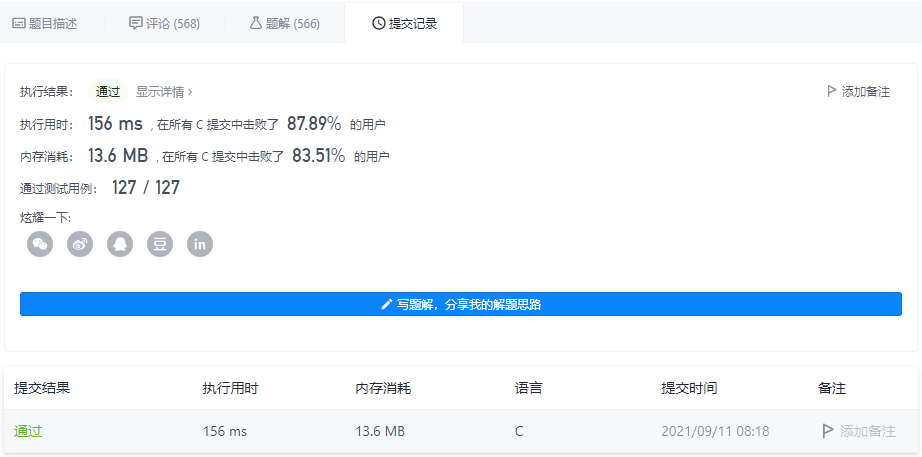 题目描述 评论 (568) 题解 (566) 提交记录
执行结果： 通过 显示详情 › 添加备注
执行用时： 156 ms , 在所有 C 提交中击败了 87.89% 的用户
内存消耗： 13.6 MB , 在所有 C 提交中击败了 83.51% 的用户
通过测试用例： 127 / 127
炫耀一下:
豆 in
写题解，分享我的解题思路
提交结果 执行用时 内存消耗 语言 提交时间 备注
通过 156 ms 13.6 MB C 2021/09/11 08:18 添加备注